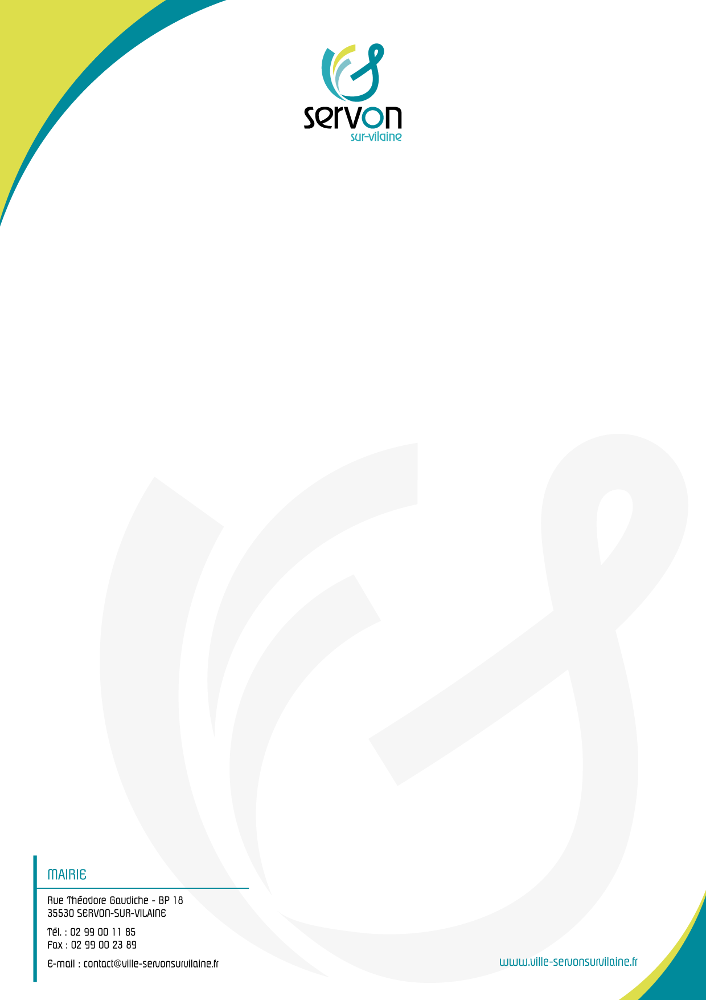 servon
sur-vilaine
MAIRIE
Rue Théodore Gaudiche - BP 18
35530 SERVON-SUR-VILAINE
Tél. : 02 99 00 11 85
Fax : 02 99 00 23 89
E-mail : contact@ville-servonsurvilaine.fr
www.ville-servonsurvilaine.fr